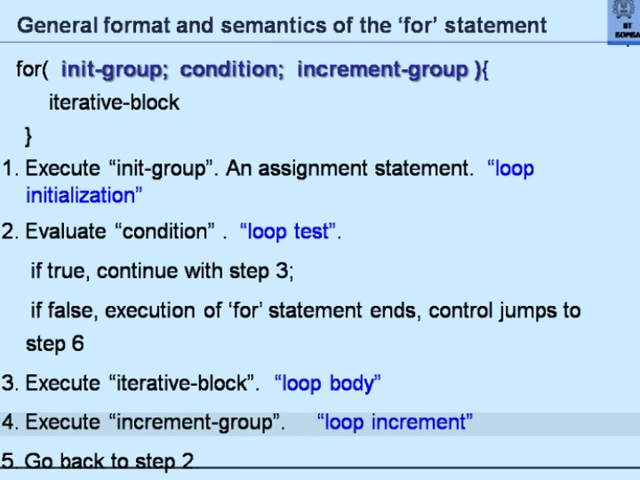 General format and semantics of the ‘for’ statement
IIT
BOMBA
for( init-group; condition; increment-group ){
iterative-block
}
1. Execute “init-group”. An assignment statement. “loop
initialization”
2. Evaluate “condition” . “loop test”.
if true, continue with step 3;
if false, execution of ‘for’ statement ends, control jumps to
step 6
3. Execute “iterative-block”. “loop body”
4. Execute “increment-group”. “loop increment”
5. Go back to step 2.